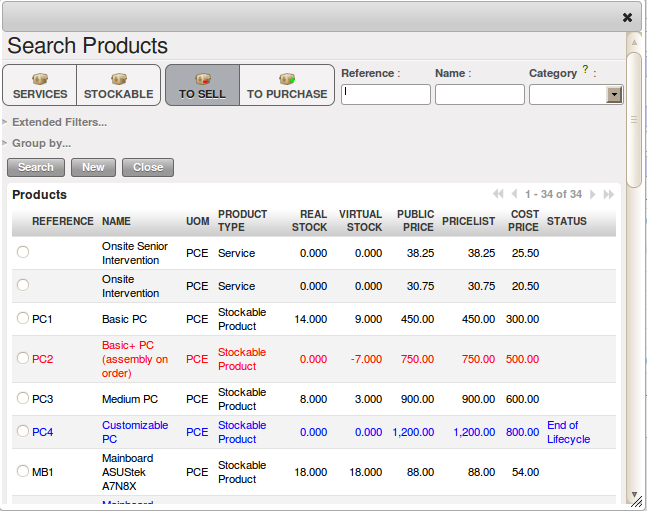 Search Products
SERVICES STOCKABLE TO SELL TO PURCHASE
Reference : Name : Category ? :
Extended Filters...
Group by...
Search New Close
Products 1 - 34 of 34
REFERENCE NAME UOM PRODUCT TYPE REAL STOCK VIRTUAL STOCK PUBLIC PRICE PRICELIST COST PRICE STATUS
Onsite Senior Intervention PCE Service 0.000 0.000 38.25 38.25 25.50
Onsite Intervention PCE Service 0.000 0.000 30.75 30.75 20.50
PC1 Basic PC PCE Stockable Product 14.000 9.000 450.00 450.00 300.00
PC2 Basic+ PC (assembly on order) PCE Stockable Product 0.000 -7.000 750.00 750.00 500.00
PC3 Medium PC PCE Stockable Product 8.000 3.000 900.00 900.00 600.00
PC4 Customizable PC PCE Stockable Product 0.000 0.000 1,200.00 1,200.00 800.00 End of Lifecycle
MB1 Mainboard ASUStek A7N8X PCE Stockable Product 18.000 18.000 88.00 88.00 54.00
Mainboard